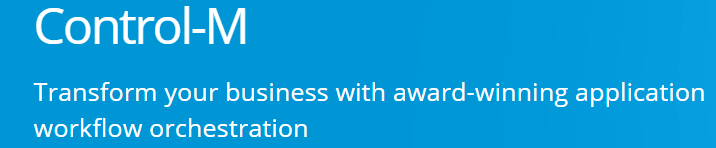 Control-M
Transform your business with award-winning application
workflow orchestration